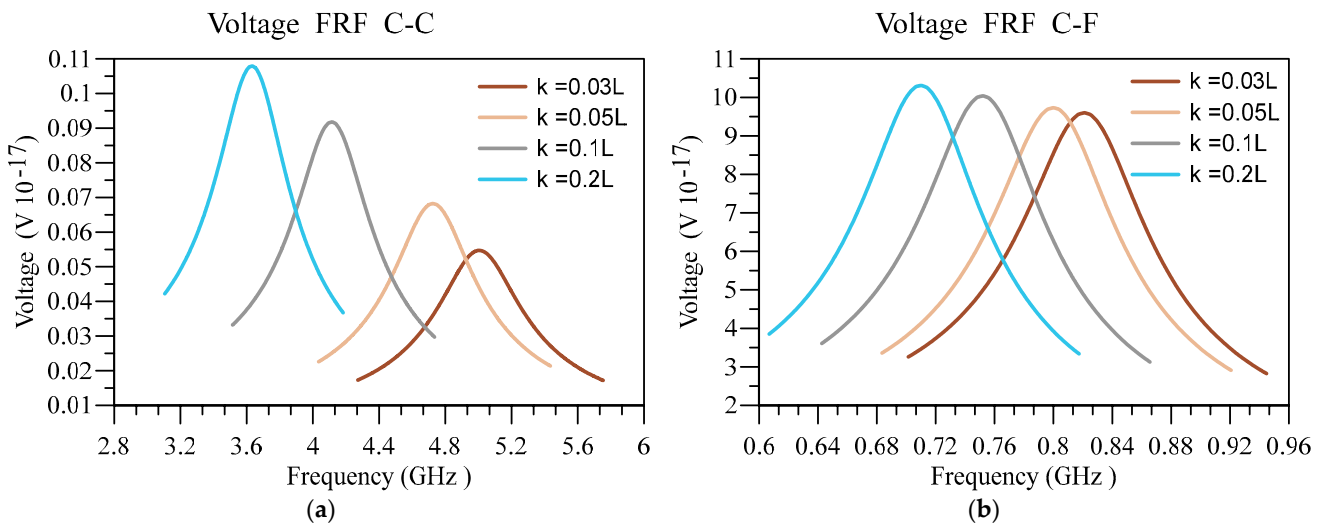 Voltage FRF C-C
0.11
0.1
0.09
0.08
0.07
0.06
0.05
0.04
0.03
0.02
0.01
Voltage (V 10⁻¹⁷)
k =0.03L
k =0.05L
k =0.1L
k =0.2L
2.8 3.2 3.6 4 4.4 4.8 5.2 5.6 6
Frequency (GHz )
(a)
Voltage FRF C-F
11
10
9
8
7
6
5
4
3
2
Voltage (V 10⁻¹⁷)
k =0.03L
k =0.05L
k =0.1L
k =0.2L
0.6 0.64 0.68 0.72 0.76 0.8 0.84 0.88 0.92 0.96
Frequency (GHz )
(b)